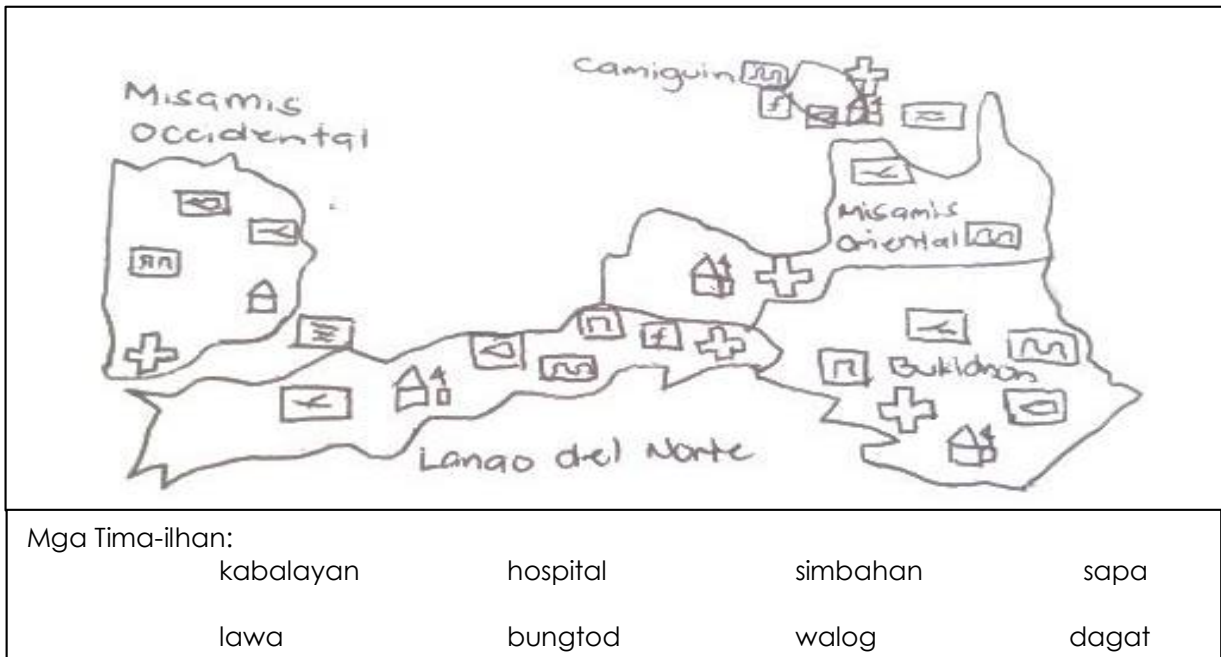 Camiguin
Misamis
Occidental
Misamis
Oriental
Bukidnon
Lanao del Norte
Mga Tima-ilhan:
kabalayan hospital simbahan sapa
lawa bungtod walog dagat